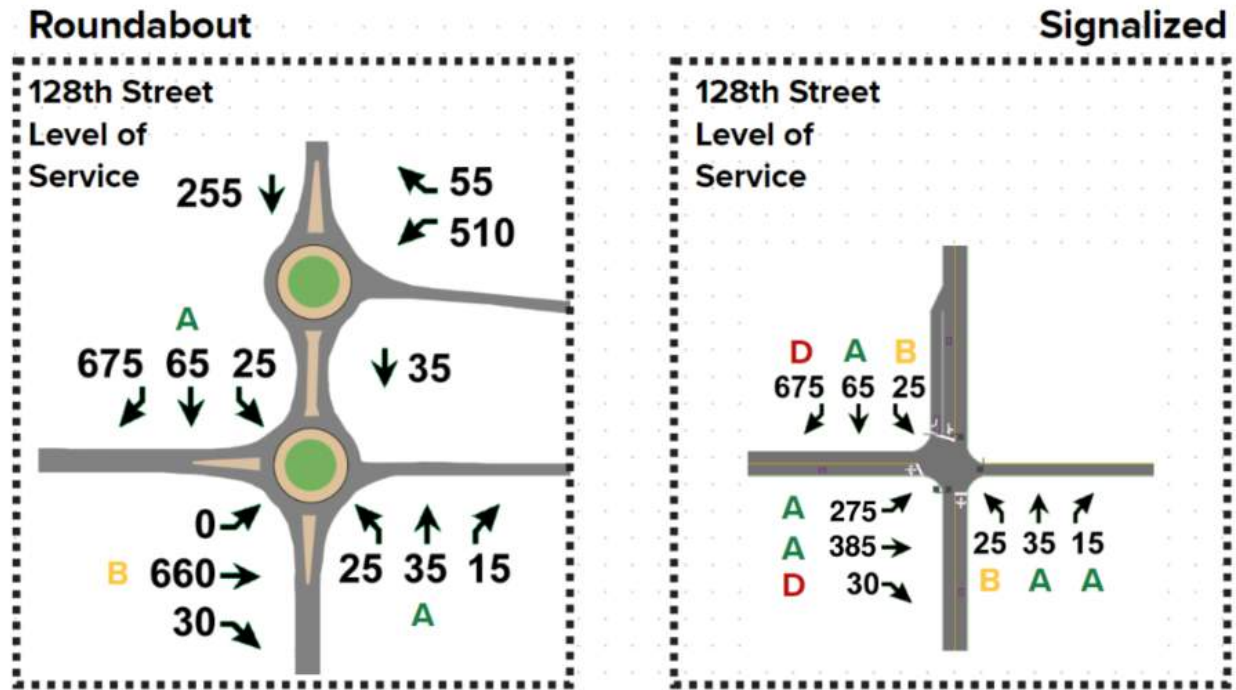 Roundabout
128th Street
Level of
Service
255
55
510
A
675 65 25
35
0
B 660
30
25 35 15
A
Signalized
128th Street
Level of
Service
D A B
675 65 25
A 275
A 385
D 30
25 35 15
B A A